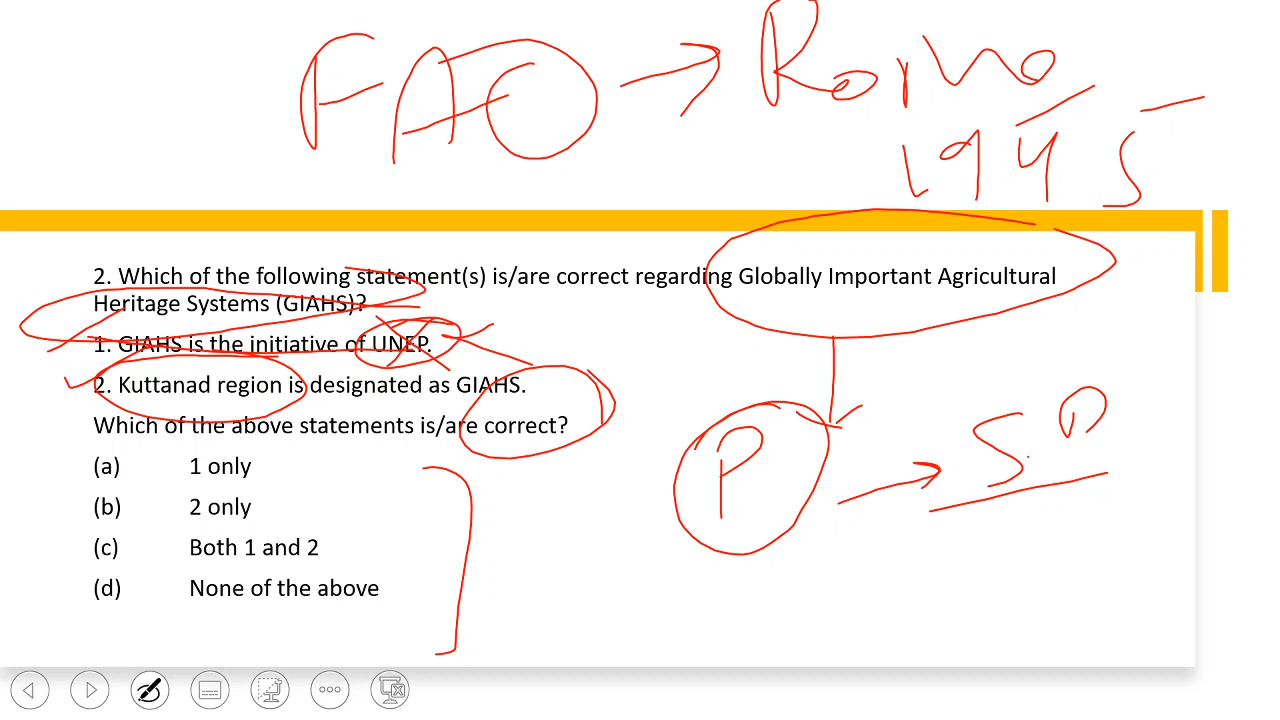 FAO → Rome
1945
2. Which of the following statement(s) is/are correct regarding Globally Important Agricultural
Heritage Systems (GIAHS)?
1. GIAHS is the initiative of UNEP.
2. Kuttanad region is designated as GIAHS.
Which of the above statements is/are correct?
(a) 1 only
(b) 2 only
(c) Both 1 and 2
(d) None of the above
P → S.D